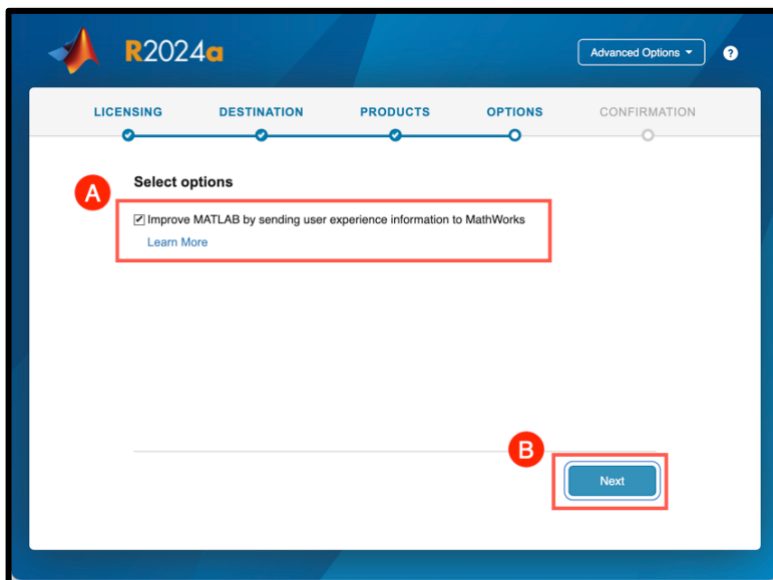 R2024a
Advanced Options
?
LICENSING DESTINATION PRODUCTS OPTIONS CONFIRMATION
A
Select options
Improve MATLAB by sending user experience information to MathWorks
Learn More
B
Next